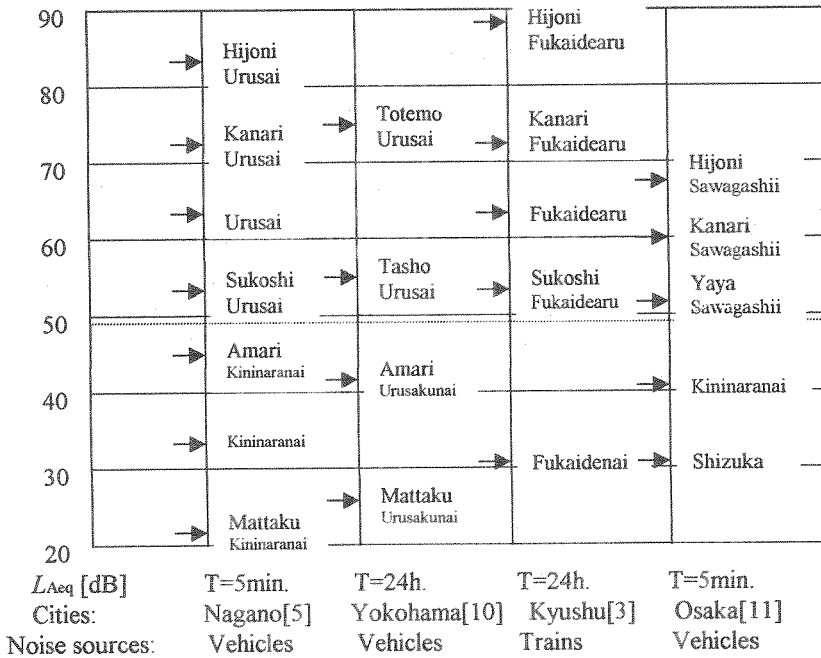 90
80
70
60
50
40
30
20
Hijoni
Urusai
Kanari
Urusai
Urusai
Sukoshi
Urusai
Amari
Kininaranai
Kininaranai
Mattaku
Kininaranai
Totemo
Urusai
Tasho
Urusai
Amari
Urusakunai
Mattaku
Urusakunai
Hijoni
Fukaidearu
Kanari
Fukaidearu
Fukaidearu
Sukoshi
Fukaidearu
Fukaidenai
Hijoni
Sawagashii
Kanari
Sawagashii
Yaya
Sawagashii
Kininaranai
Shizuka
LAeq [dB] T=5min. T=24h. T=24h. T=5min.
Cities: Nagano[5] Yokohama[10] Kyushu[3] Osaka[11]
Noise sources: Vehicles Vehicles Trains Vehicles